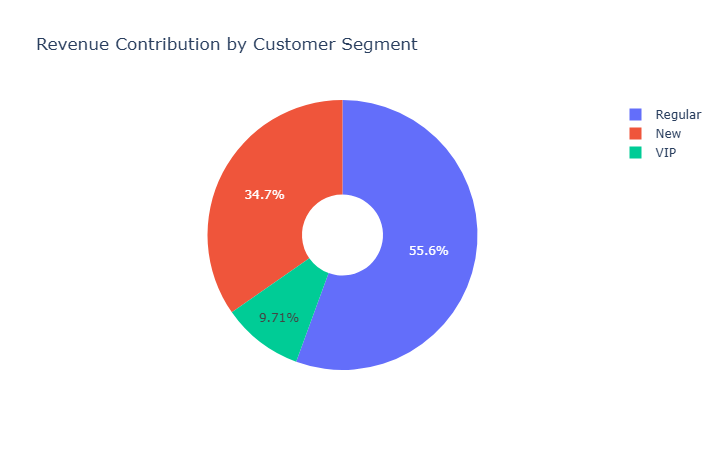 Revenue Contribution by Customer Segment
Regular
New
VIP
34.7%
55.6%
9.71%